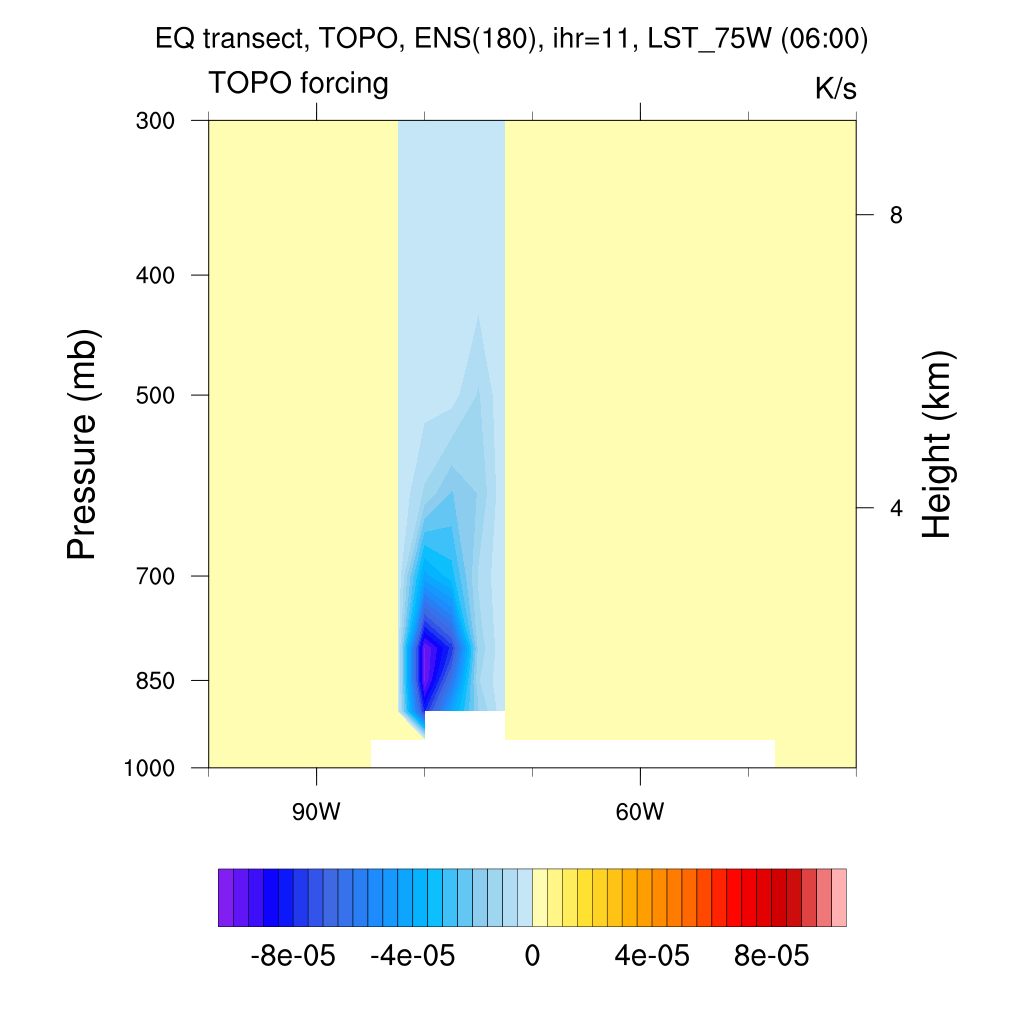 EQ transect, TOPO, ENS(180), ihr=11, LST_75W (06:00)
TOPO forcing
K/s
300
400
500
700
850
1000
Pressure (mb)
8
4
Height (km)
90W
60W
-8e-05
-4e-05
0
4e-05
8e-05